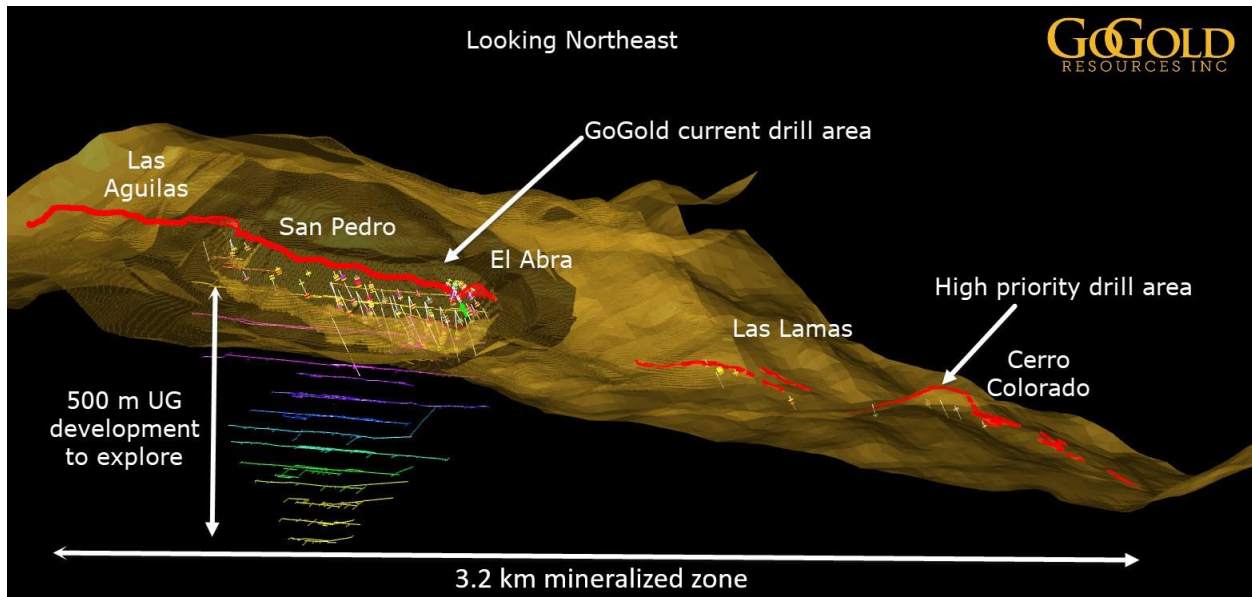 Looking Northeast
GOGOLD
RESOURCES INC
GoGold current drill area
Las
Aguilas
San Pedro
El Abra
High priority drill area
Las Lamas
Cerro
Colorado
500 m UG
development
to explore
3.2 km mineralized zone